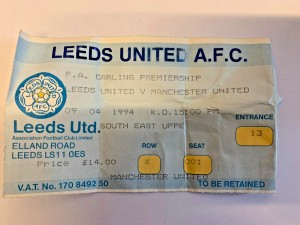 LEEDS UNITED A.F.C.
F.A. CARLING PREMIERSHIP
LEEDS UNITED V MANCHESTER UNITED
09 04 1994 K.O. 15:00 PM
SOUTH EAST UPPER
Leeds Utd.
Association Football Club Limited
ELLAND ROAD
LEEDS LS11 0ES
Price £14.00
V.A.T. No. 170 8492 50
ENTRANCE
13
ROW
SEAT
001
MANCHESTER UNITED
TO BE RETAINED